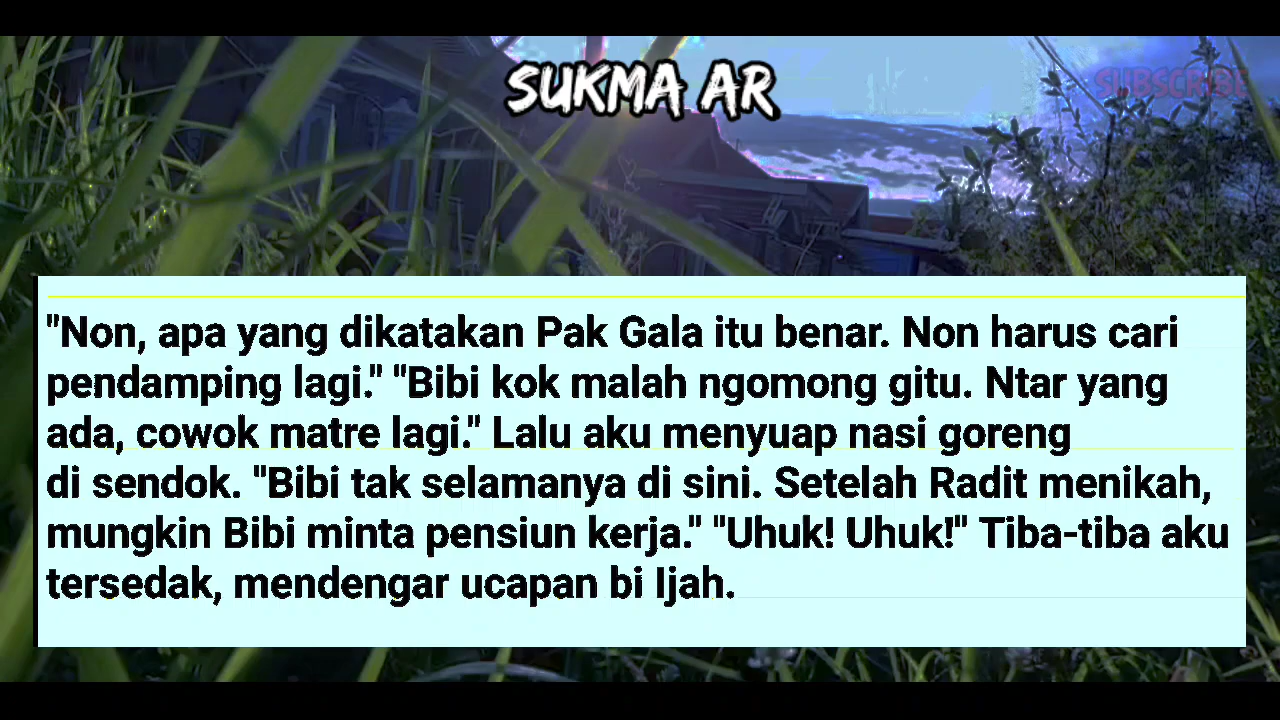 SUKMA AR
SUBSCRIBE
"Non, apa yang dikatakan Pak Gala itu benar. Non harus cari
pendamping lagi." "Bibi kok malah ngomong gitu. Ntar yang
ada, cowok matre lagi." Lalu aku menyuap nasi goreng
di sendok. "Bibi tak selamanya di sini. Setelah Radit menikah,
mungkin Bibi minta pensiun kerja." "Uhuk! Uhuk!" Tiba-tiba aku
tersedak, mendengar ucapan bi Ijah.